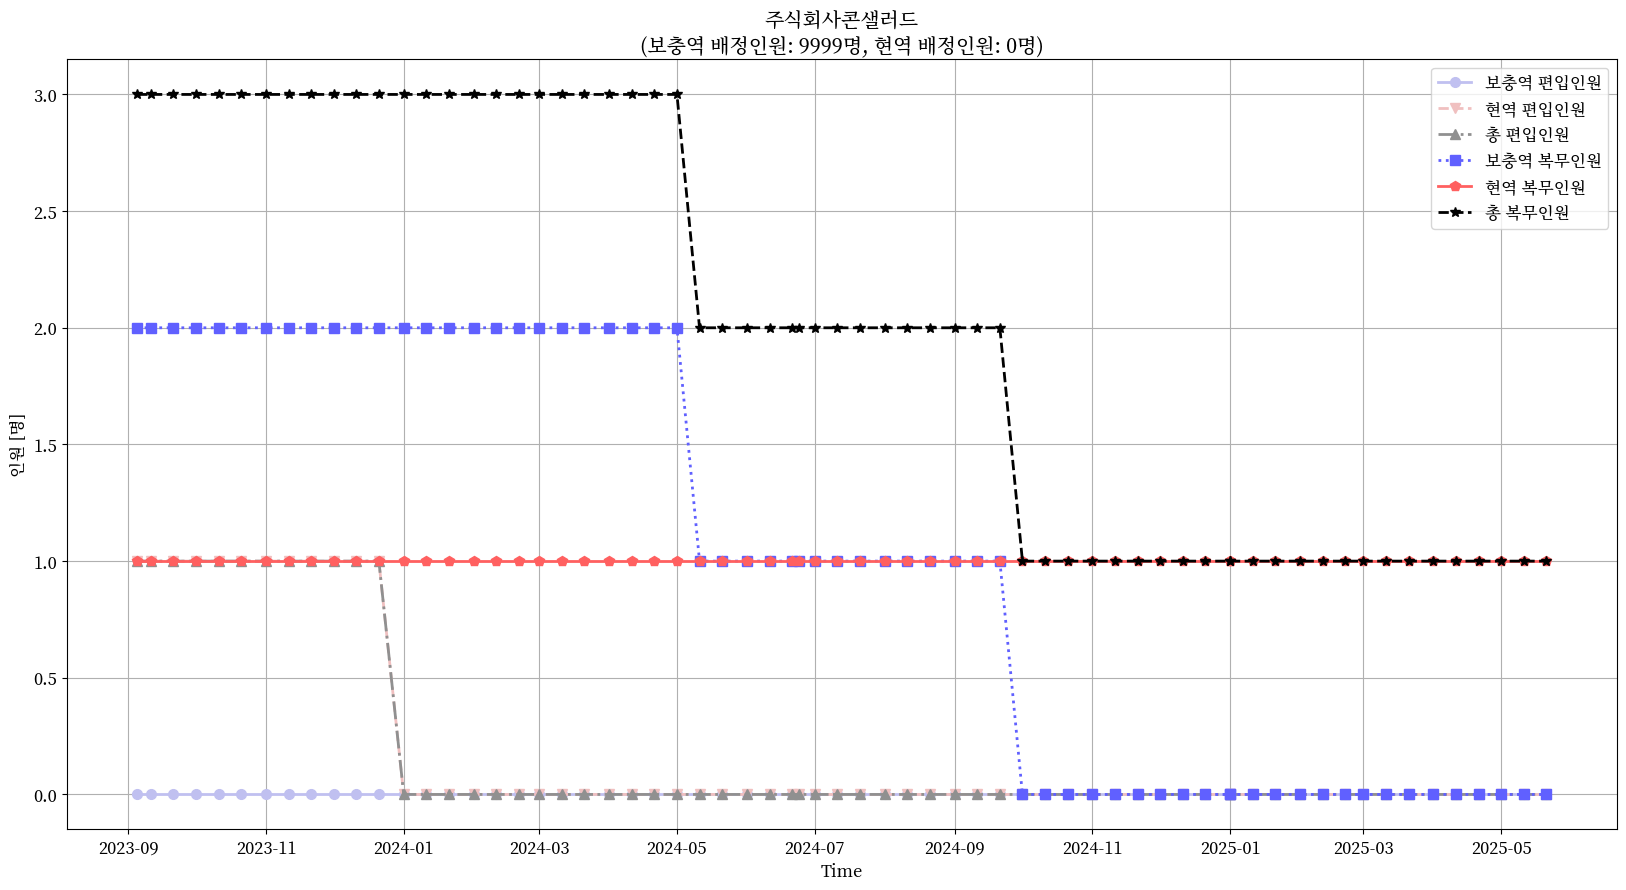 주식회사콘샐러드
(보충역 배정인원: 9999명, 현역 배정인원: 0명)
보충역 편입인원
현역 편입인원
총 편입인원
보충역 복무인원
현역 복무인원
총 복무인원
인원 [명]
3.0
2.5
2.0
1.5
1.0
0.5
0.0
2023-09
2023-11
2024-01
2024-03
2024-05
2024-07
2024-09
2024-11
2025-01
2025-03
2025-05
Time